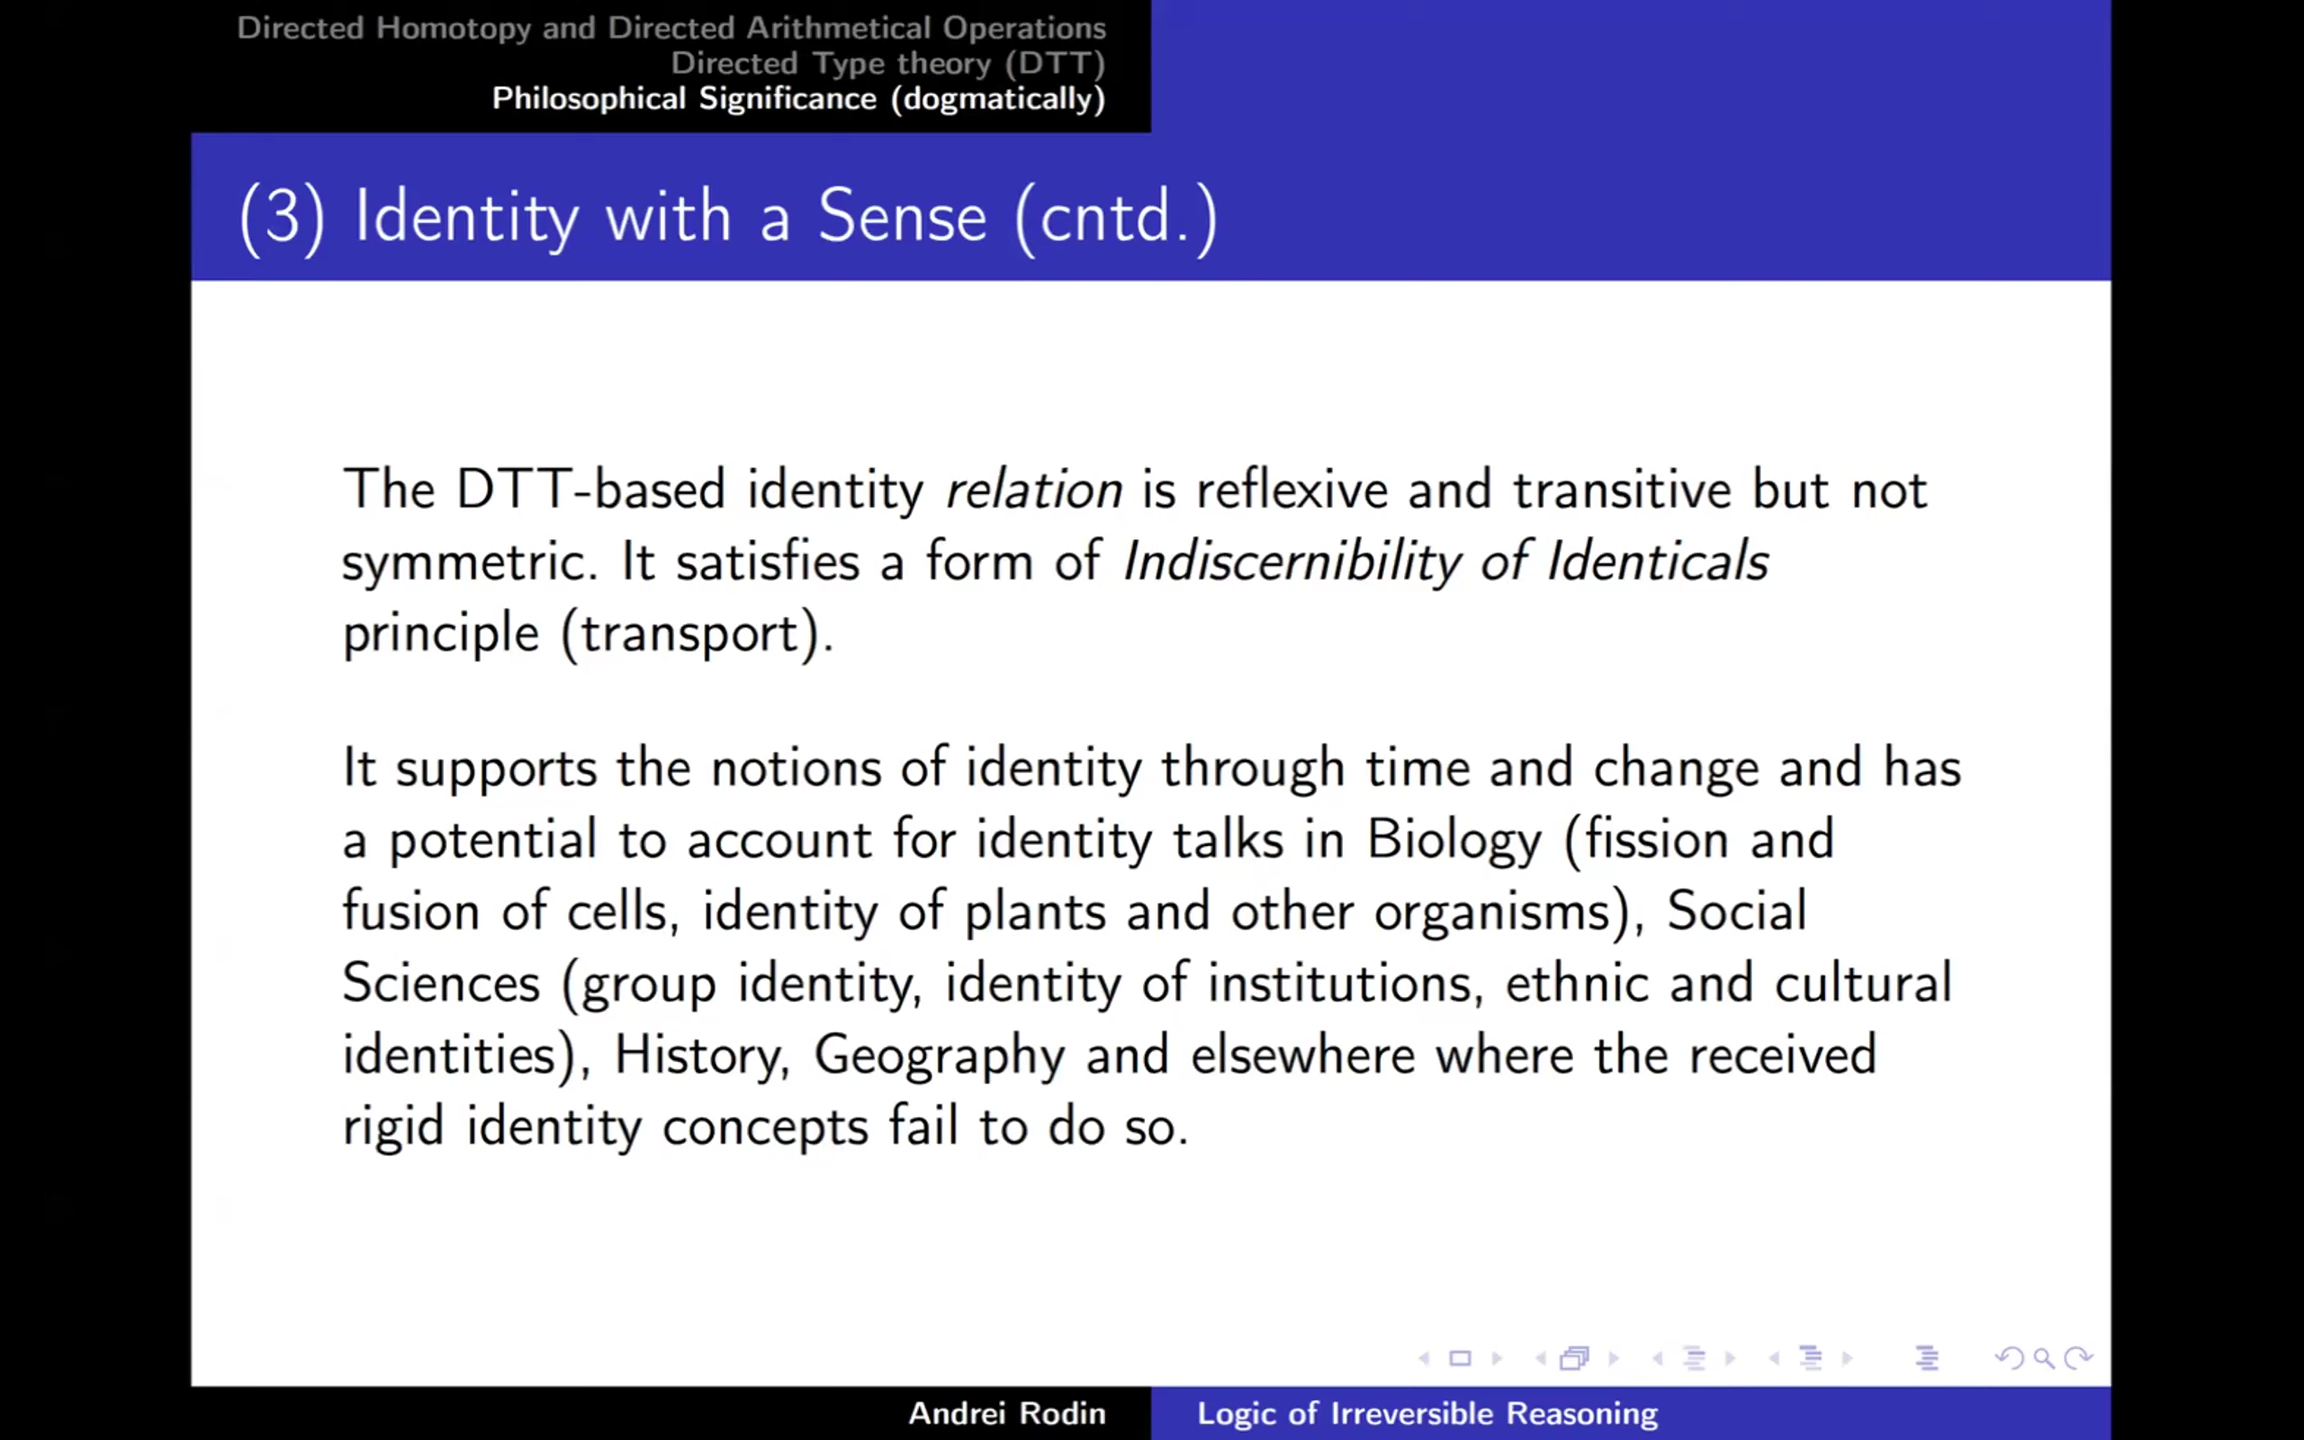 Directed Homotopy and Directed Arithmetical Operations
Directed Type theory (DTT)
Philosophical Significance (dogmatically)
(3) Identity with a Sense (cntd.)
The DTT-based identity relation is reflexive and transitive but not
symmetric. It satisfies a form of Indiscernibility of Identicals
principle (transport).
It supports the notions of identity through time and change and has
a potential to account for identity talks in Biology (fission and
fusion of cells, identity of plants and other organisms), Social
Sciences (group identity, identity of institutions, ethnic and cultural
identities), History, Geography and elsewhere where the received
rigid identity concepts fail to do so.
Andrei Rodin
Logic of Irreversible Reasoning